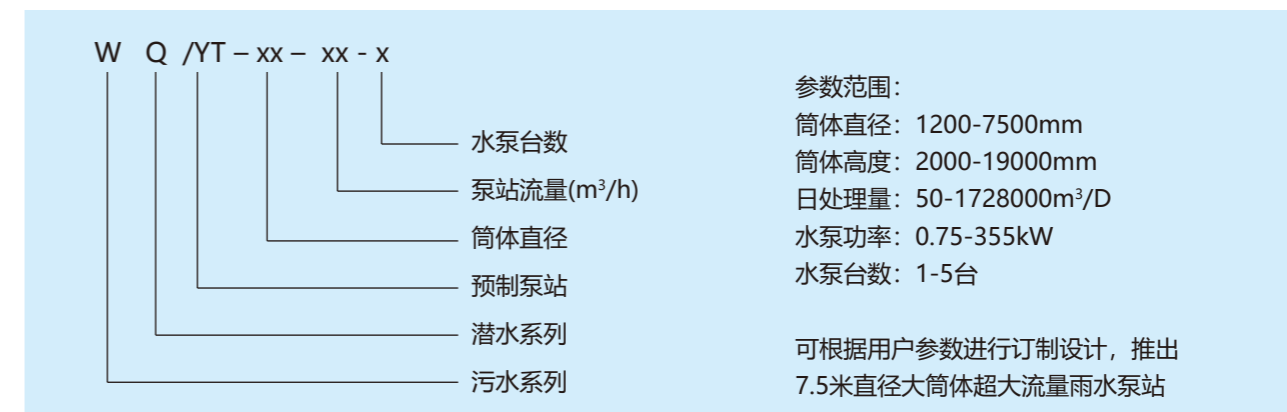 W Q /YT – xx – xx - x
水泵台数
泵站流量(m³/h)
筒体直径
预制泵站
潜水系列
污水系列
参数范围：
筒体直径：1200-7500mm
筒体高度：2000-19000mm
日处理量：50-1728000m³/D
水泵功率：0.75-355kW
水泵台数：1-5台
可根据用户参数进行订制设计，推出
7.5米直径大筒体超大流量雨水泵站